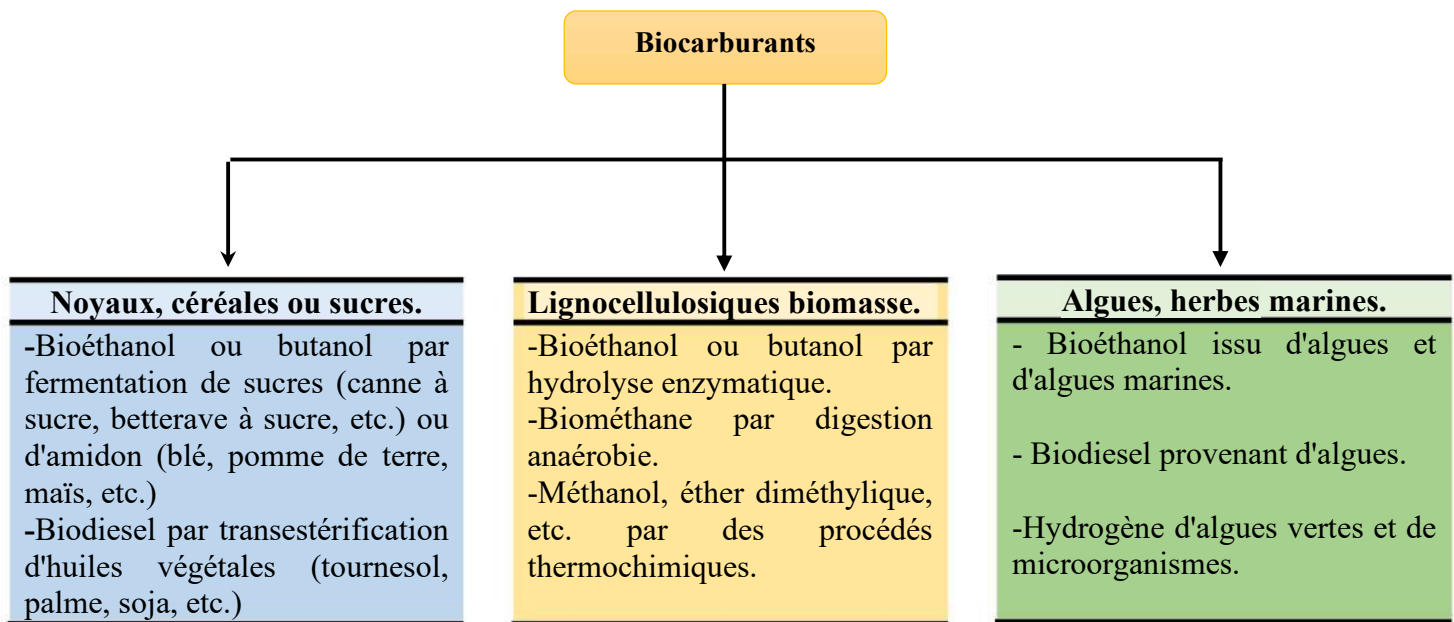 Biocarburants
Noyaux, céréales ou sucres.
-Bioéthanol ou butanol par
fermentation de sucres (canne à
sucre, betterave à sucre, etc.) ou
d'amidon (blé, pomme de terre,
maïs, etc.)
-Biodiesel par transestérification
d'huiles végétales (tournesol,
palme, soja, etc.)
Lignocellulosiques biomasse.
-Bioéthanol ou butanol par
hydrolyse enzymatique.
-Biométhane par digestion
anaérobie.
-Méthanol, éther diméthylique,
etc. par des procédés
thermochimiques.
Algues, herbes marines.
- Bioéthanol issu d'algues et
d'algues marines.
- Biodiesel provenant d'algues.
-Hydrogène d'algues vertes et de
microorganismes.